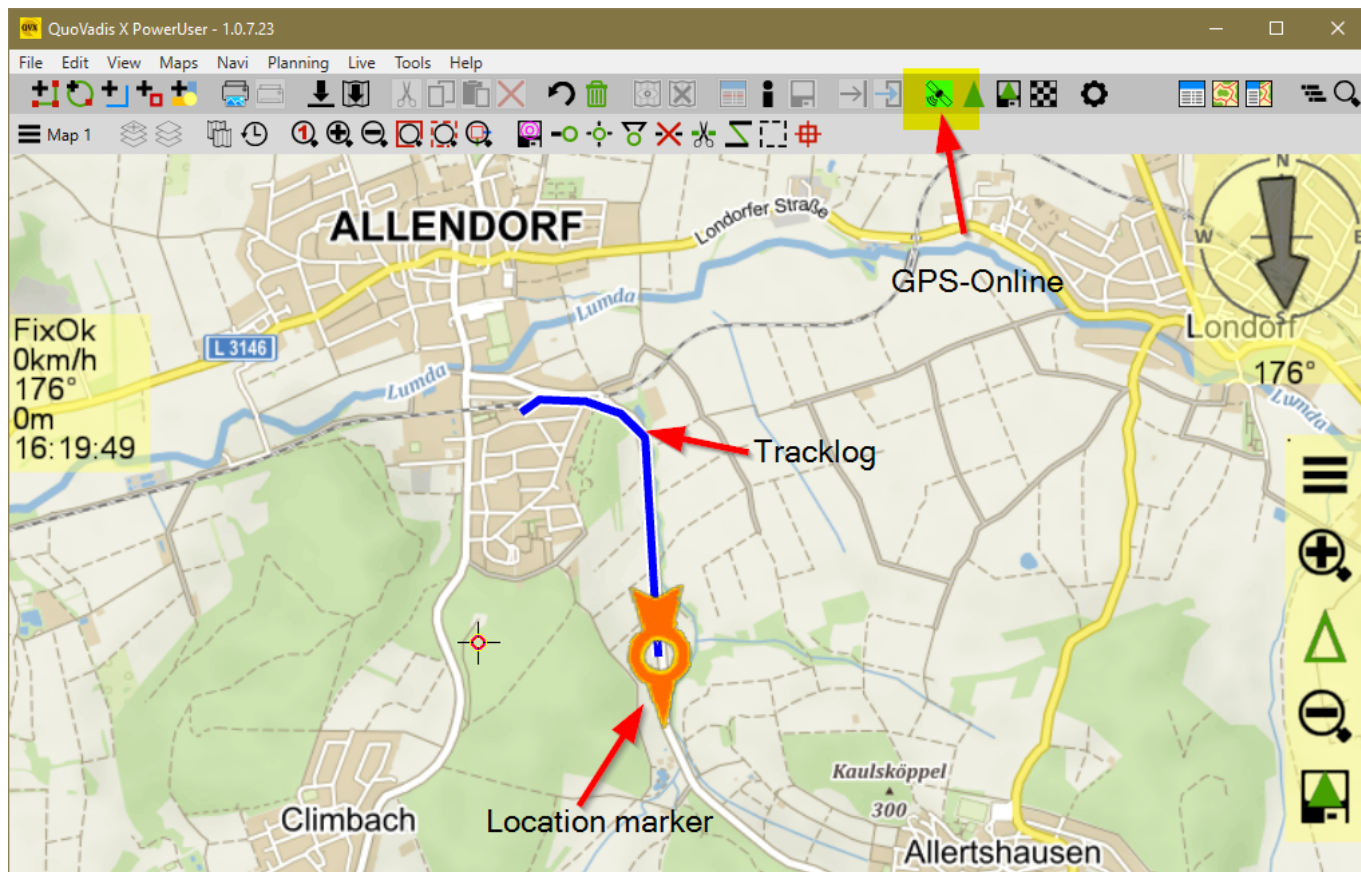 QVX QuoVadis X PowerUser - 1.0.7.23
File Edit View Maps Navi Planning Live Tools Help
Map 1
1
N
W
E
S
176°
ALLENDORF
Londorfer Straße
GPS-Online
Lumda
Londorf
FixOk
0km/h
176°
0m
16:19:49
L 3146
Lumda
Lumda
Tracklog
Kaulsköppel
300
Location marker
Climbach
Allertshausen